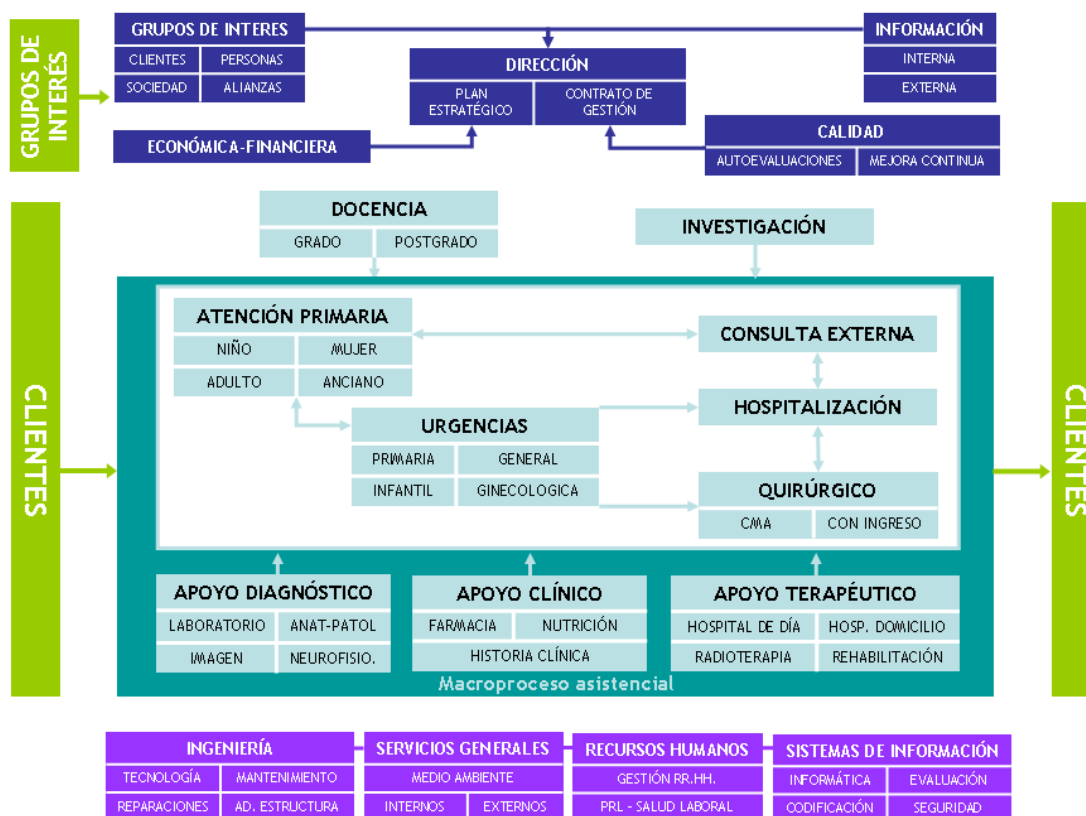 GRUPOS DE
INTERÉS
GRUPOS DE INTERES
CLIENTES
PERSONAS
SOCIEDAD
ALIANZAS
DIRECCIÓN
PLAN
ESTRATÉGICO
CONTRATO DE
GESTIÓN
INFORMACIÓN
INTERNA
EXTERNA
ECONÓMICA-FINANCIERA
CALIDAD
AUTOEVALUACIONES
MEJORA CONTINUA
CLIENTES
DOCENCIA
GRADO
POSTGRADO
INVESTIGACIÓN
ATENCIÓN PRIMARIA
NIÑO
MUJER
ADULTO
ANCIANO
CONSULTA EXTERNA
HOSPITALIZACIÓN
URGENCIAS
PRIMARIA
GENERAL
INFANTIL
GINECOLOGICA
QUIRÚRGICO
CMA
CON INGRESO
APOYO DIAGNÓSTICO
LABORATORIO
ANAT-PATOL
IMAGEN
NEUROFISIO.
APOYO CLÍNICO
FARMACIA
NUTRICIÓN
HISTORIA CLÍNICA
APOYO TERAPÉUTICO
HOSPITAL DE DÍA
HOSP. DOMICILIO
RADIOTERAPIA
REHABILITACIÓN
Macroproceso asistencial
CLIENTES
INGENIERÍA
TECNOLOGÍA
MANTENIMIENTO
REPARACIONES
AD. ESTRUCTURA
SERVICIOS GENERALES
MEDIO AMBIENTE
INTERNOS
EXTERNOS
RECURSOS HUMANOS
GESTIÓN RR.HH.
PRL - SALUD LABORAL
SISTEMAS DE INFORMACIÓN
INFORMÁTICA
EVALUACIÓN
CODIFICACIÓN
SEGURIDAD